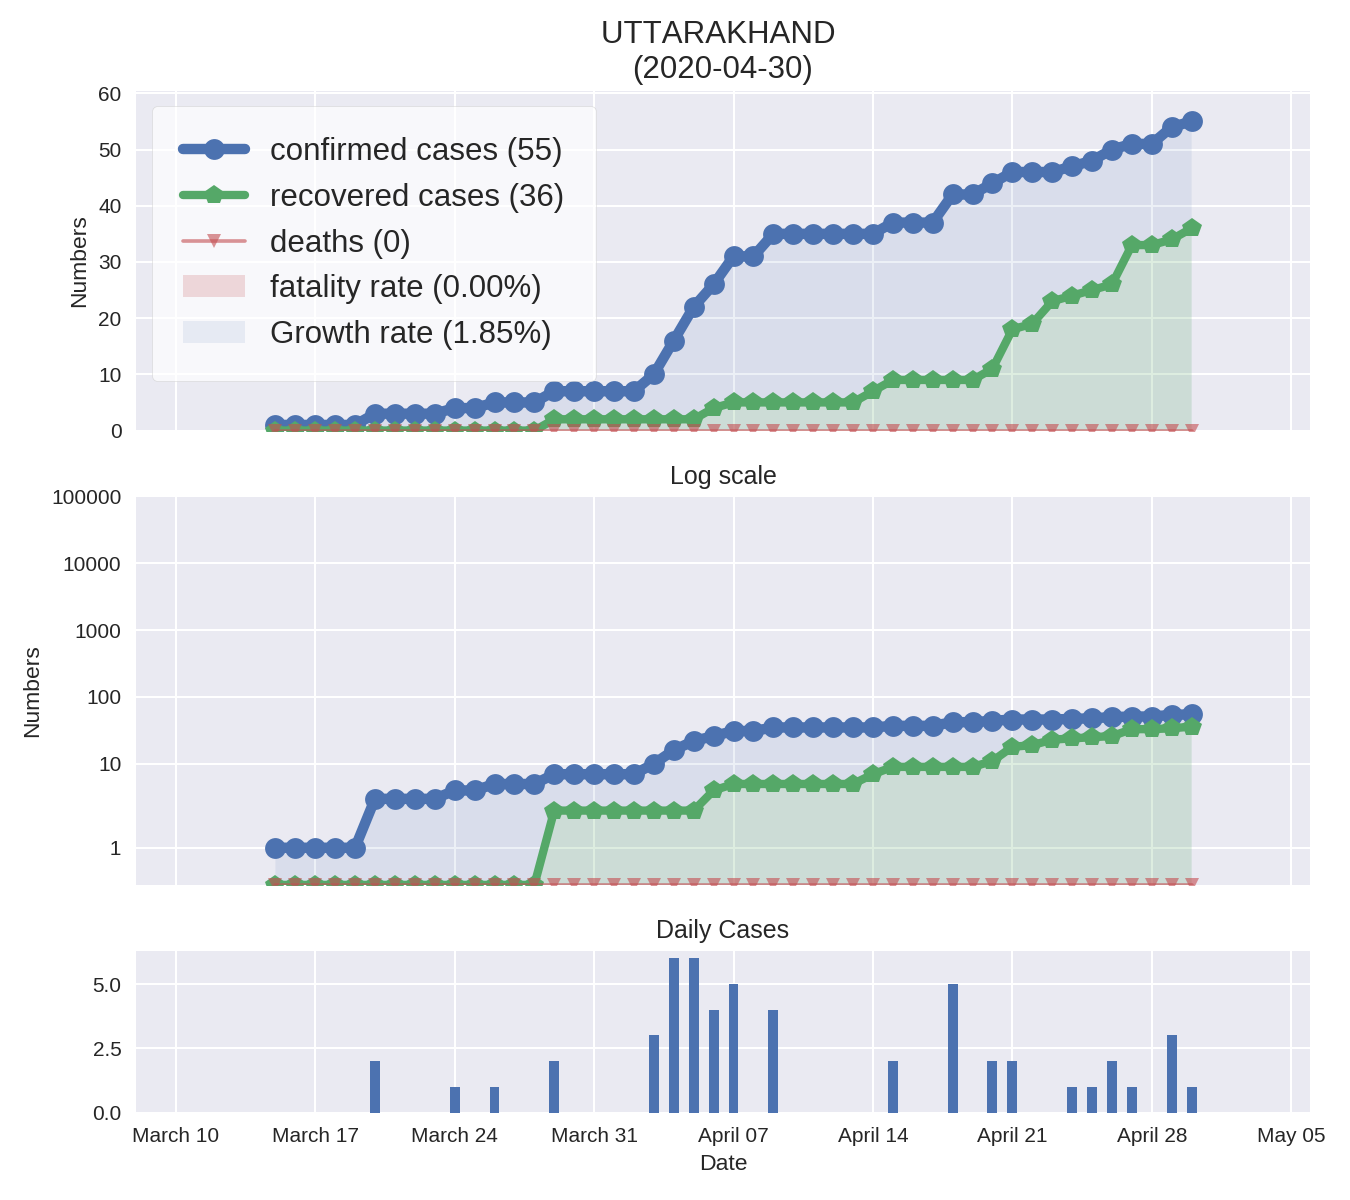 UTTARAKHAND
(2020-04-30)
60
50
40
30
20
10
0
Numbers
confirmed cases (55)
recovered cases (36)
deaths (0)
fatality rate (0.00%)
Growth rate (1.85%)
Log scale
100000
10000
1000
100
10
1
Numbers
Daily Cases
5.0
2.5
0.0
March 10 March 17 March 24 March 31 April 07 April 14 April 21 April 28 May 05
Date